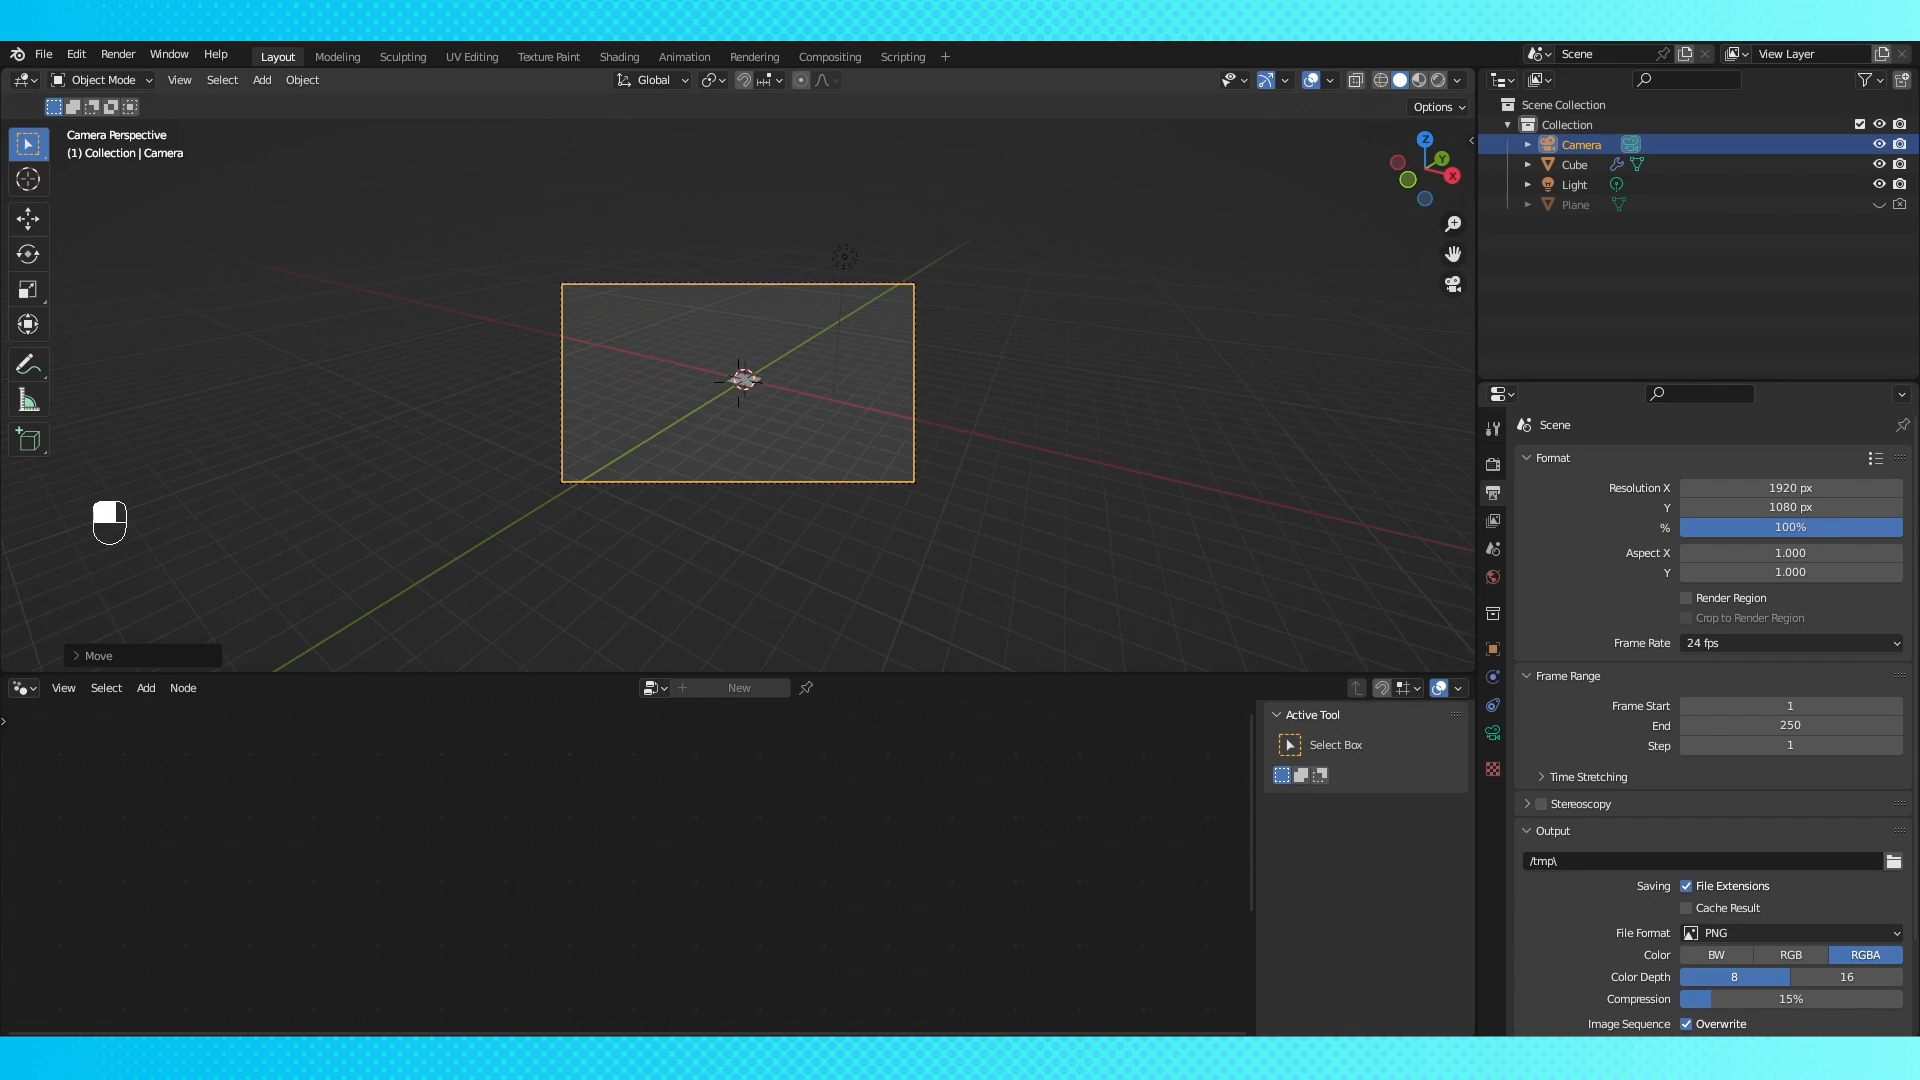 File Edit Render Window Help Layout Modeling Sculpting UV Editing Texture Paint Shading Animation Rendering Compositing Scripting + Scene View Layer
Object Mode View Select Add Object Global
Options
Camera Perspective
(1) Collection | Camera
Z
Y
X
Move
Scene Collection
Collection
Camera
Cube
Light
Plane
Scene
Format
Resolution X 1920 px
Y 1080 px
% 100%
Aspect X 1.000
Y 1.000
Render Region
Crop to Render Region
Frame Rate 24 fps
Frame Range
Frame Start 1
End 250
Step 1
Time Stretching
Stereoscopy
Output
/tmp\
Saving File Extensions
Cache Result
File Format PNG
Color BW RGB RGBA
Color Depth 8 16
Compression 15%
Image Sequence Overwrite
View Select Add Node New
Active Tool
Select Box